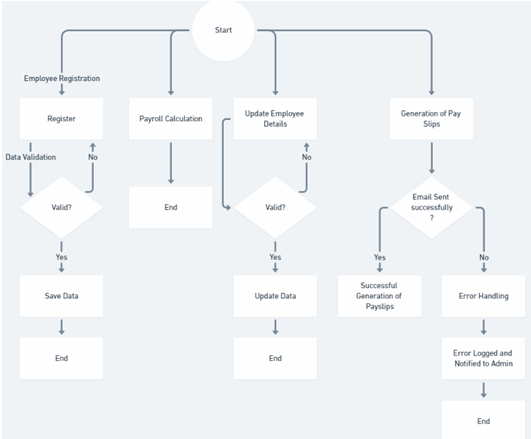 Start
Employee Registration
Register
Payroll Calculation
Update Employee
Details
Generation of Pay
Slips
Data Validation
No
No
Valid?
End
Valid?
Email Sent
successfully
?
Yes
Yes
Yes
No
Save Data
Update Data
Successful
Generation of
Payslips
Error Handling
End
End
Error Logged and
Notified to Admin
End